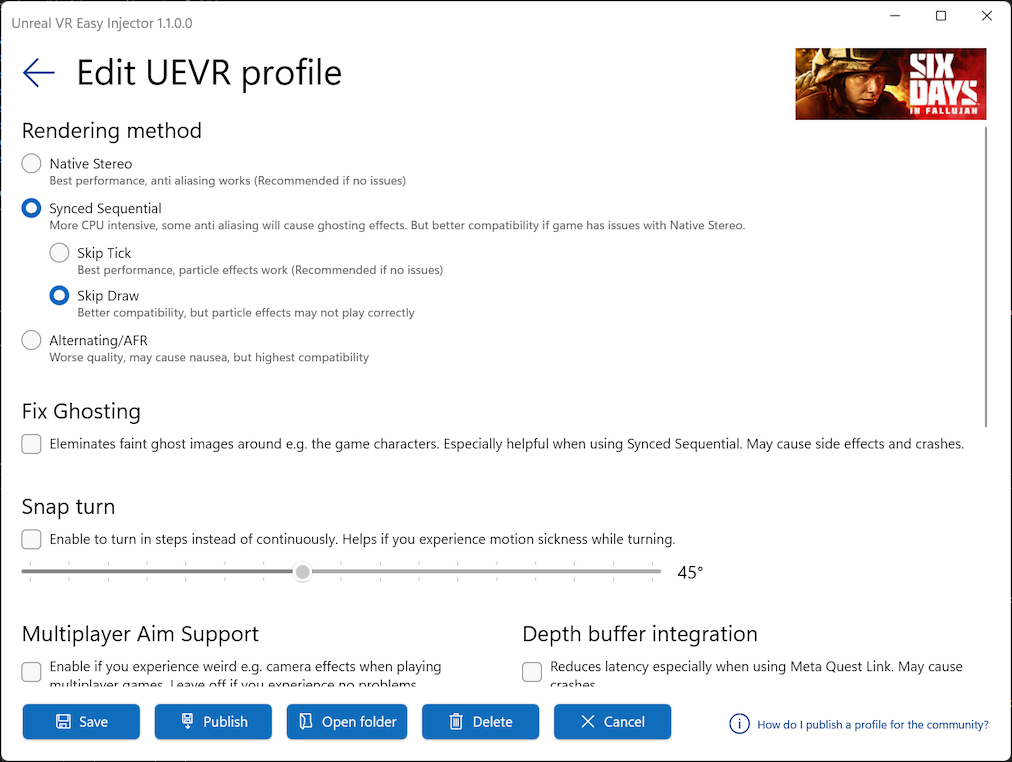 Unreal VR Easy Injector 1.1.0.0
Edit UEVR profile
SIX
DAYS
IN FALLUJAH
Rendering method
Native Stereo
Best performance, anti aliasing works (Recommended if no issues)
Synced Sequential
More CPU intensive, some anti aliasing will cause ghosting effects. But better compatibility if game has issues with Native Stereo.
Skip Tick
Best performance, particle effects work (Recommended if no issues)
Skip Draw
Better compatibility, but particle effects may not play correctly
Alternating/AFR
Worse quality, may cause nausea, but highest compatibility
Fix Ghosting
Eleminates faint ghost images around e.g. the game characters. Especially helpful when using Synced Sequential. May cause side effects and crashes.
Snap turn
Enable to turn in steps instead of continuously. Helps if you experience motion sickness while turning.
45°
Multiplayer Aim Support
Enable if you experience weird e.g. camera effects when playing
multiplayer games. Leave off if you experience no problems.
Depth buffer integration
Reduces latency especially when using Meta Quest Link. May cause
crashes.
Save
Publish
Open folder
Delete
Cancel
How do I publish a profile for the community?